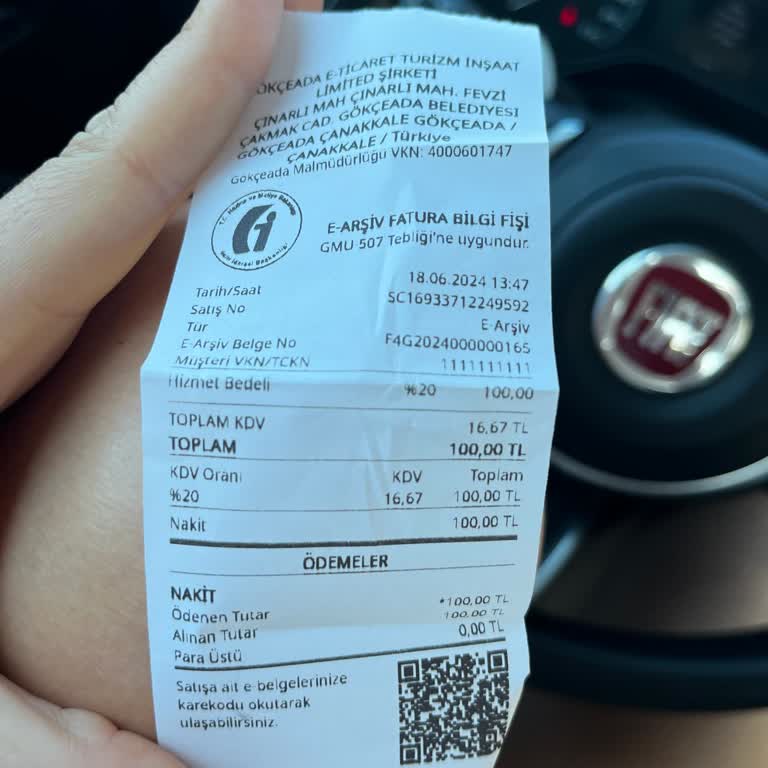 GÖKÇEADA E-TİCARET TURİZM İNŞAAT
LİMİTED ŞİRKETİ
ÇINARLI MAH ÇINARLI MAH. FEVZİ
ÇAKMAK CAD. GÖKÇEADA BELEDİYESİ
GÖKÇEADA ÇANAKKALE GÖKÇEADA /
ÇANAKKALE / Türkiye
Gökçeada Malmüdürlüğü VKN: 4000601747
E-ARŞİV FATURA BİLGİ FİŞİ
GMU 507 Tebliği'ne uygundur.
Tarih/Saat 18.06.2024 13:47
Satış No SC16933712249592
Tür E-Arşiv
E-Arşiv Belge No F4G2024000000165
Müşteri VKN/TCKN 1111111111
Hizmet Bedeli %20 100,00
TOPLAM KDV 16,67 TL
TOPLAM 100,00 TL
KDV Oranı KDV Toplam
%20 16,67 100,00 TL
Nakit 100,00 TL
ÖDEMELER
NAKİT *100,00 TL
Ödenen Tutar 100,00 TL
Alınan Tutar 0,00 TL
Para Üstü
Satışa ait e-belgelerinize
karekodu okutarak
ulaşabilirsiniz.
FIAT